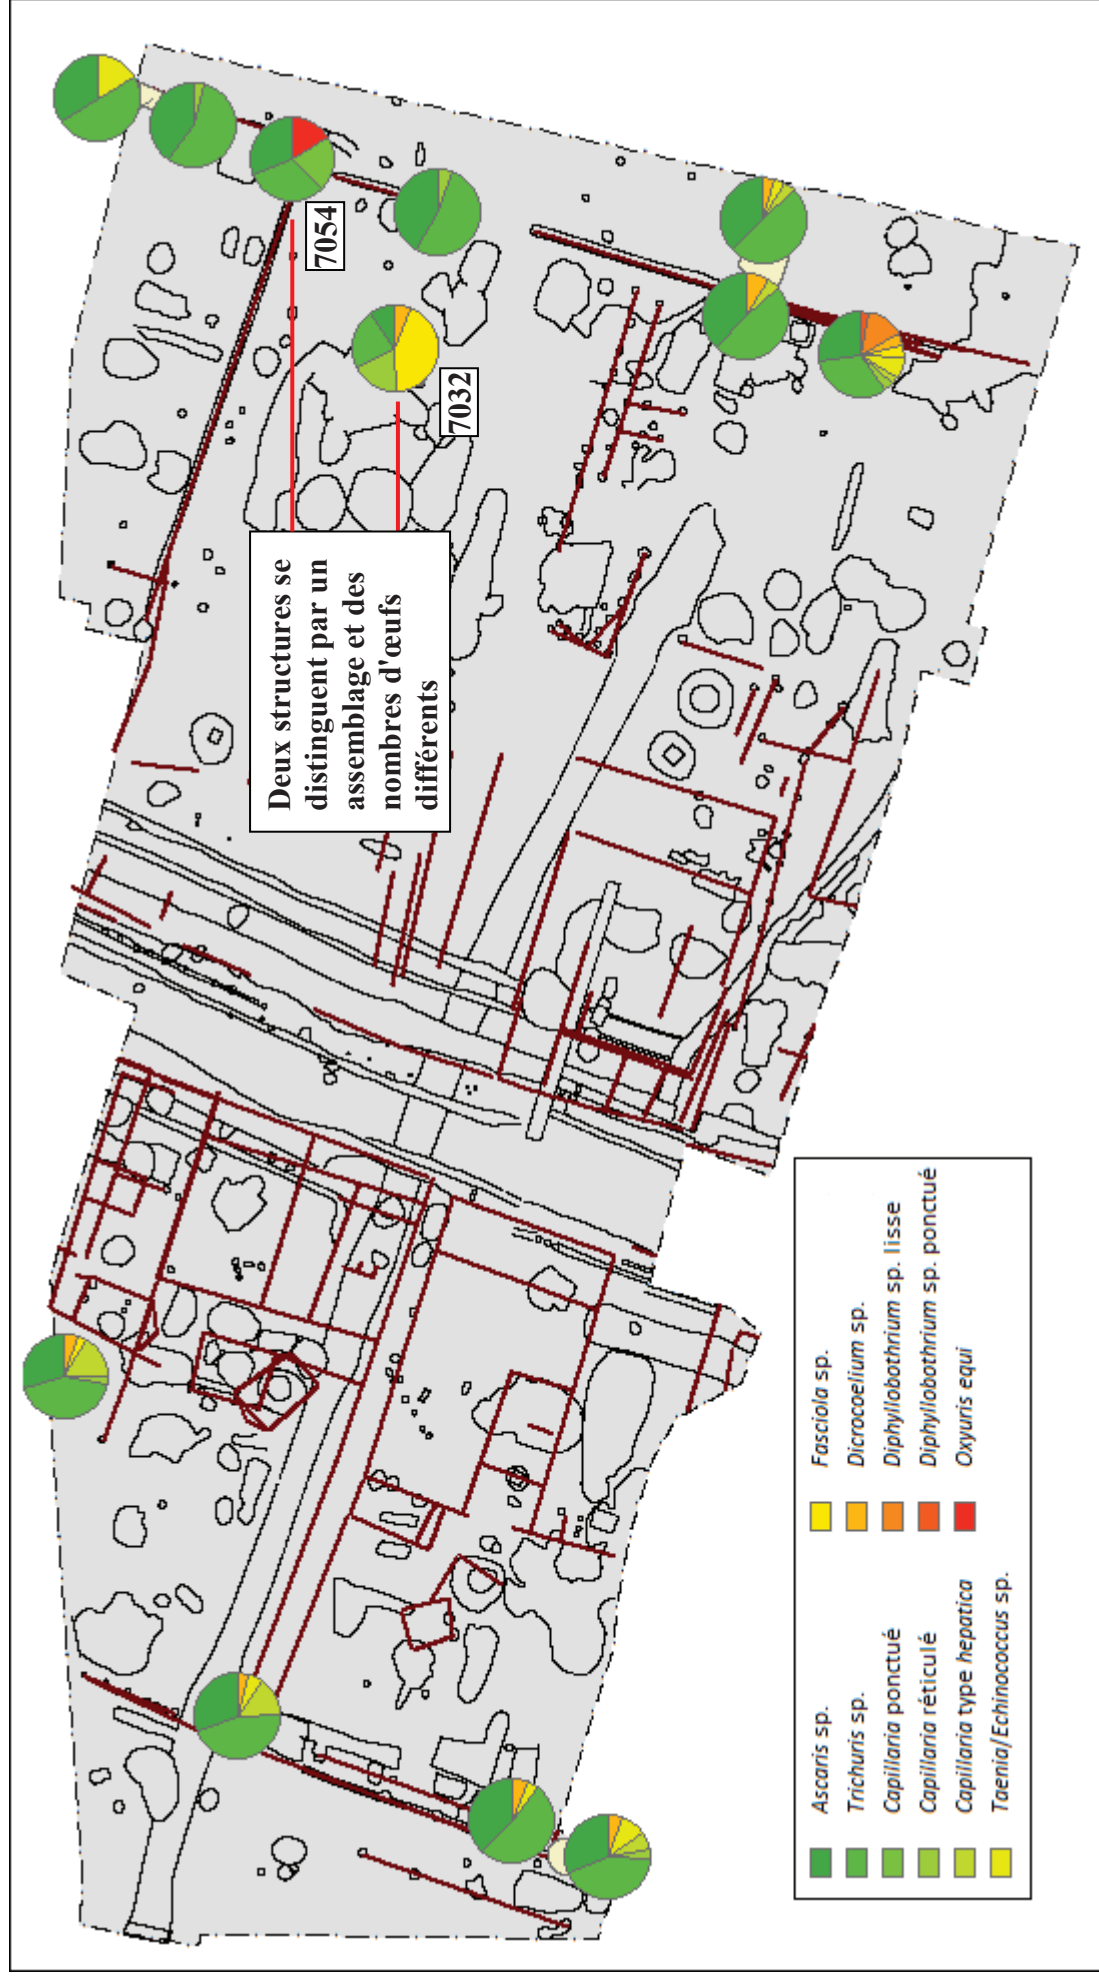 7054
7032
Deux structures se
distinguent par un
assemblage et des
nombres d'œufs
différents
Ascaris sp.
Trichuris sp.
Capillaria ponctué
Capillaria réticulé
Capillaria type hepatica
Taenia/Echinococcus sp.
Fasciola sp.
Dicrocoelium sp.
Diphyllobothrium sp. lisse
Diphyllobothrium sp. ponctué
Oxyuris equi